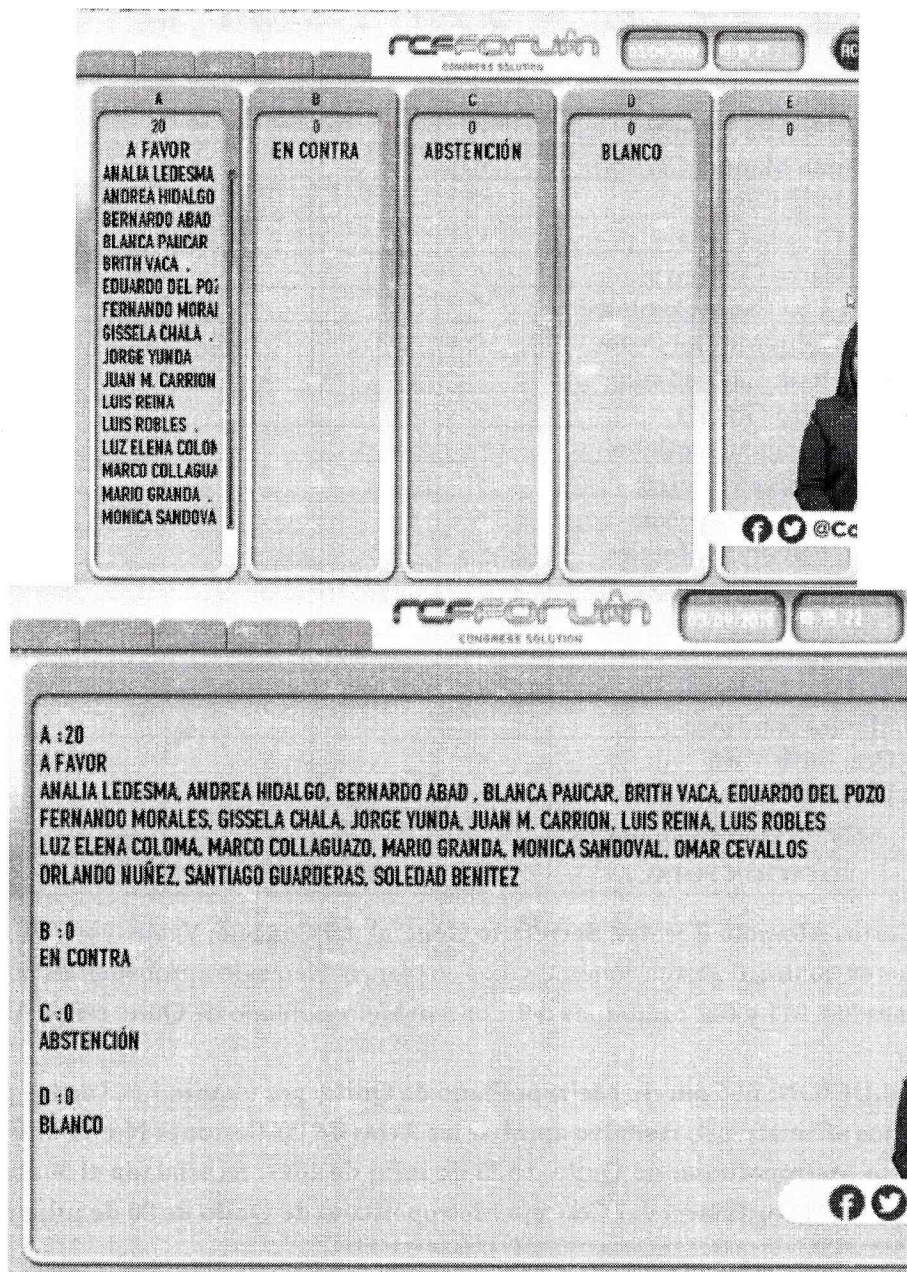 rcf FORUM
CONGRESS SOLUTION
A
20
A FAVOR
ANALIA LEDESMA
ANDREA HIDALGO
BERNARDO ABAD
BLANCA PAUCAR
BRITH VACA .
EDUARDO DEL POZ
FERNANDO MORAL
GISSELA CHALA .
JORGE YUNDA
JUAN M. CARRION
LUIS REINA
LUIS ROBLES .
LUZ ELENA COLOM
MARCO COLLAGUA
MARIO GRANDA .
MONICA SANDOVA
B
0
EN CONTRA
C
0
ABSTENCIÓN
D
0
BLANCO
E
0
@Co
rcf FORUM
CONGRESS SOLUTION
A :20
A FAVOR
ANALIA LEDESMA, ANDREA HIDALGO, BERNARDO ABAD , BLANCA PAUCAR, BRITH VACA, EDUARDO DEL POZO
FERNANDO MORALES, GISSELA CHALA, JORGE YUNDA, JUAN M. CARRION, LUIS REINA, LUIS ROBLES
LUZ ELENA COLOMA, MARCO COLLAGUAZO, MARIO GRANDA, MONICA SANDOVAL, OMAR CEVALLOS
ORLANDO NUÑEZ, SANTIAGO GUARDERAS, SOLEDAD BENITEZ
B :0
EN CONTRA
C :0
ABSTENCIÓN
D :0
BLANCO